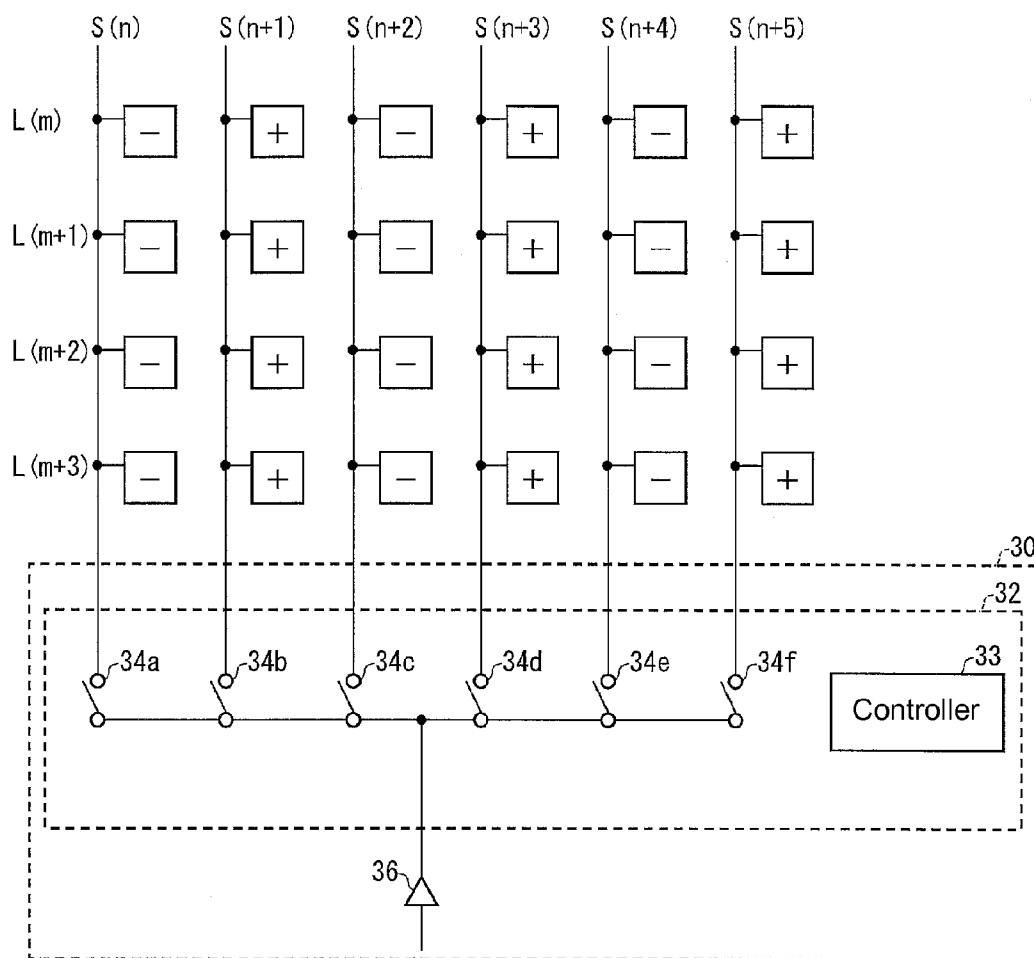 S(n) S(n+1) S(n+2) S(n+3) S(n+4) S(n+5)
L(m) − + − + − +
L(m+1) − + − + − +
L(m+2) − + − + − +
L(m+3) − + − + − +
30
32
34a 34b 34c 34d 34e 34f 33
Controller
36